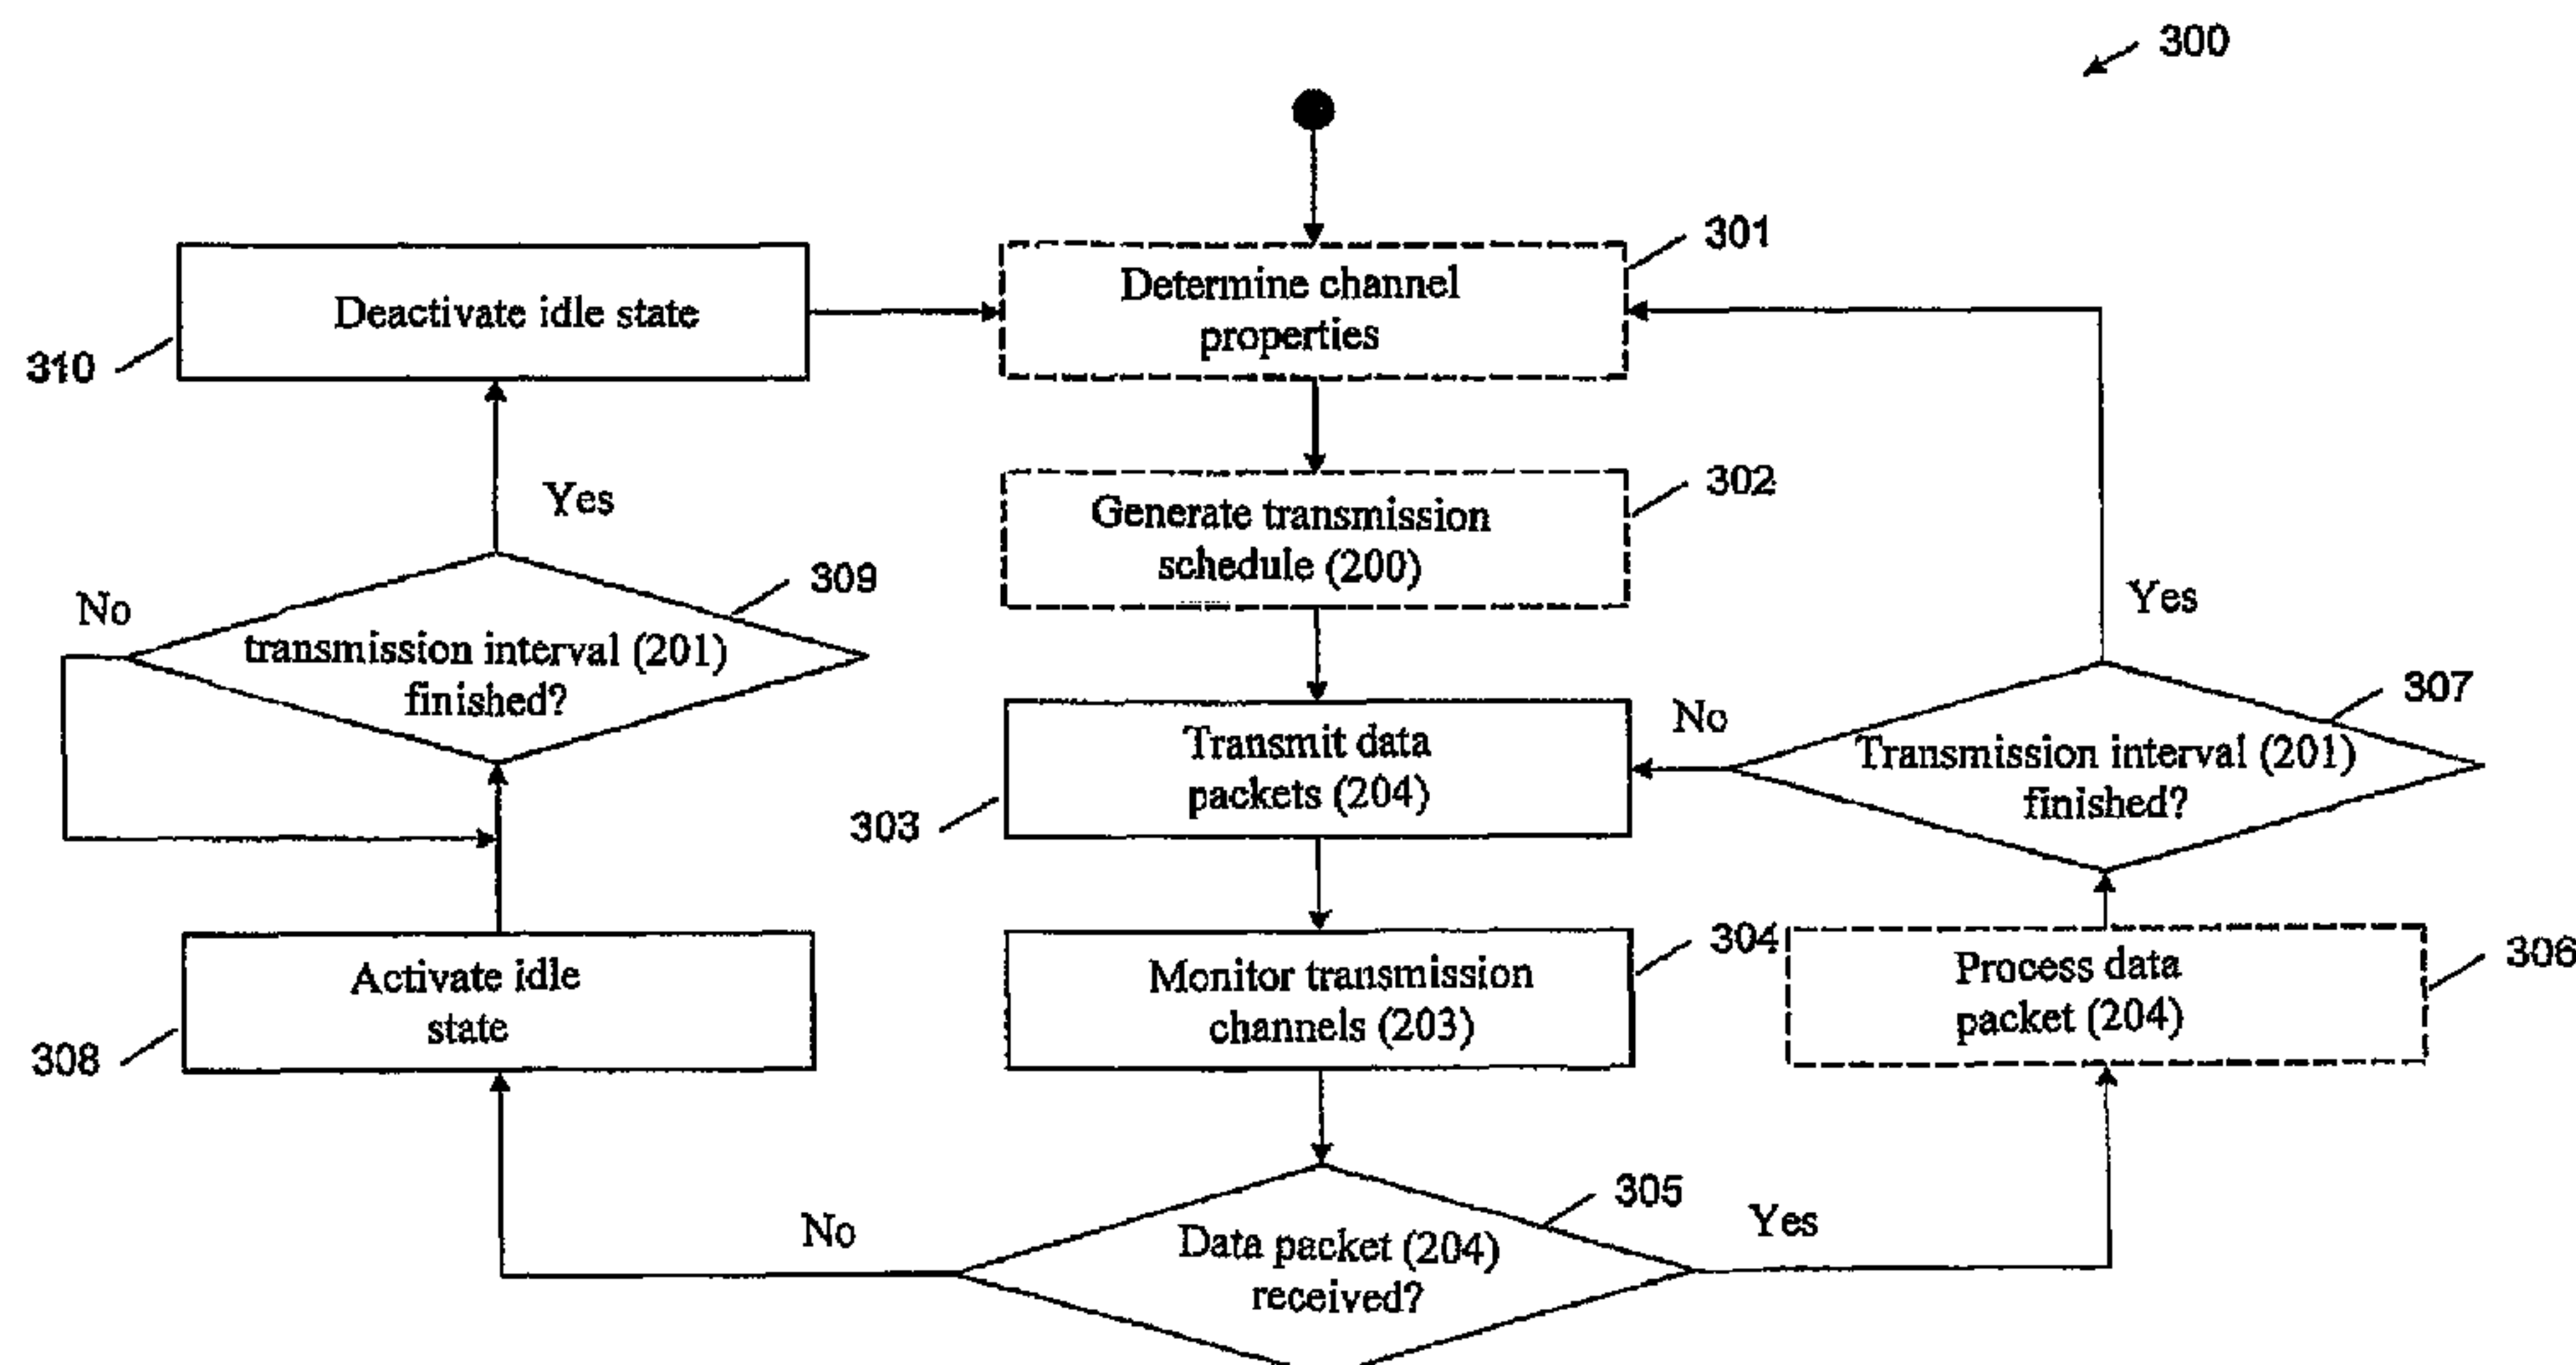 300
301
Determine channel
properties
Deactivate idle state
310
302
Generate transmission
schedule (200)
Yes
309
No
transmission interval (201)
finished?
Yes
307
Transmit data
packets (204)
303
No
Transmission interval (201)
finished?
304
Monitor transmission
channels (203)
306
Process data
packet (204)
Activate idle
state
308
305
No
Data packet (204)
received?
Yes